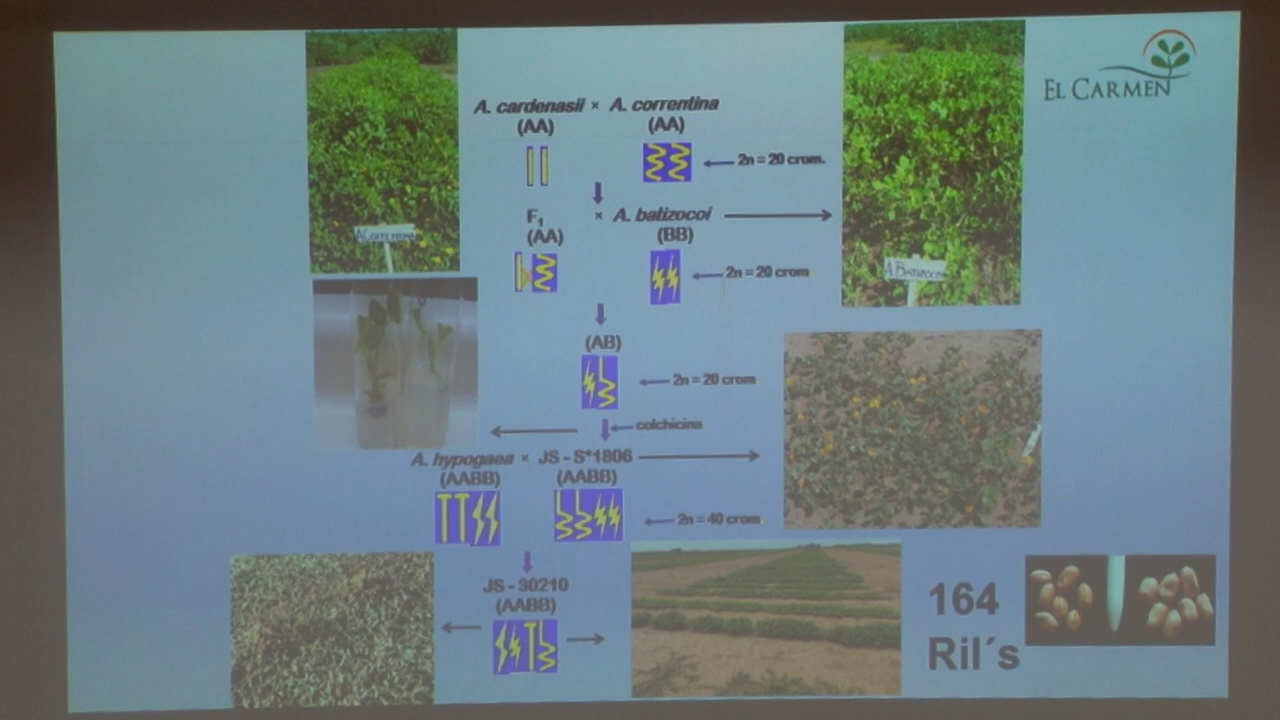 EL CARMEN
A. cardenasii × A. correntina
(AA) (AA)
2n = 20 crom.
F1 × A. batizocoi
(AA) (BB)
2n = 20 crom
(AB)
2n = 20 crom
colchicina
A. hypogaea × JS - S*1806
(AABB) (AABB)
2n = 40 crom
JS - 30210
(AABB)
164
Ril´s